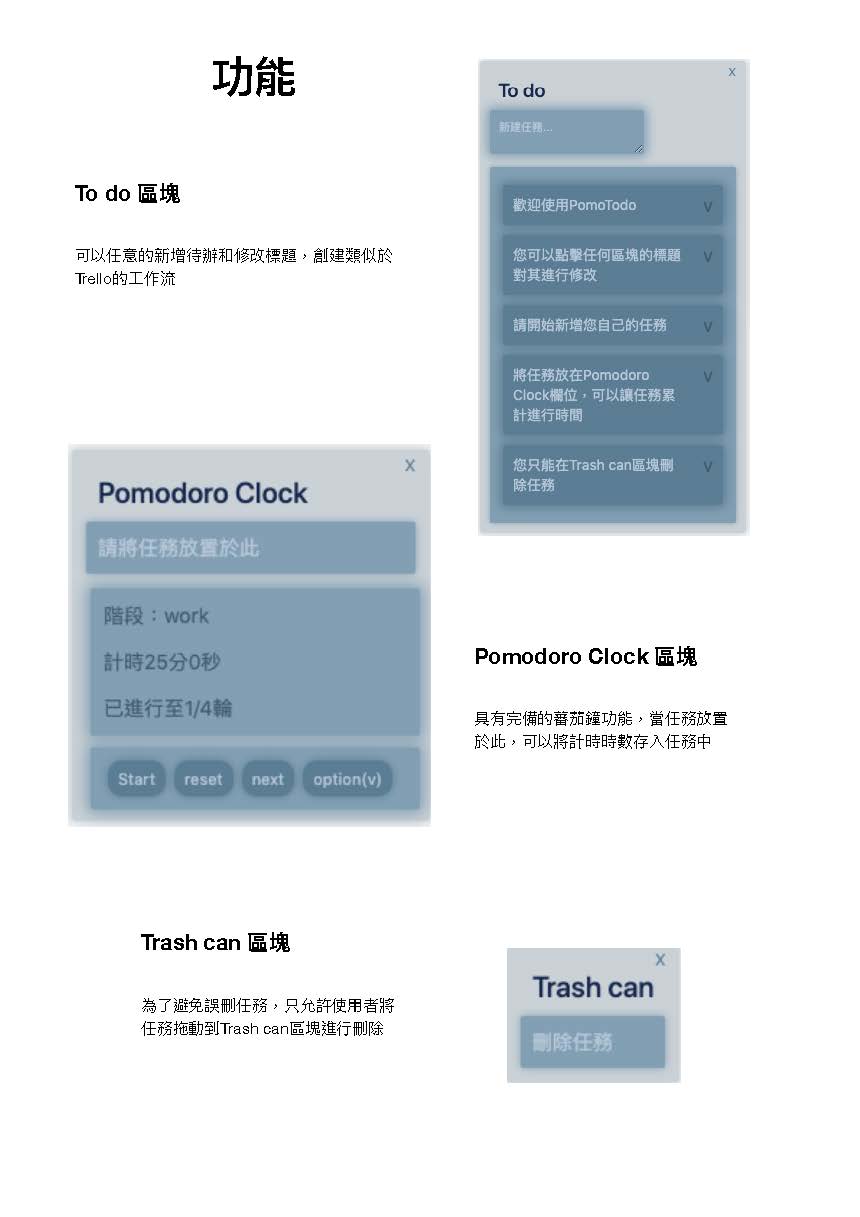 功能
To do 區塊
可以任意的新增待辦和修改標題，創建類似於
Trello的工作流
X
To do
新建任務...
歡迎使用PomoTodo
V
您可以點擊任何區塊的標題
V
對其進行修改
請開始新增您自己的任務
V
將任務放在Pomodoro
V
Clock欄位，可以讓任務累
計進行時間
您只能在Trash can區塊刪
V
除任務
X
Pomodoro Clock
請將任務放置於此
階段：work
計時25分0秒
已進行至1/4輪
Start reset next option(v)
Pomodoro Clock 區塊
具有完備的蕃茄鐘功能，當任務放置
於此，可以將計時時數存入任務中
Trash can 區塊
為了避免誤刪任務，只允許使用者將
任務拖動到Trash can區塊進行刪除
X
Trash can
刪除任務